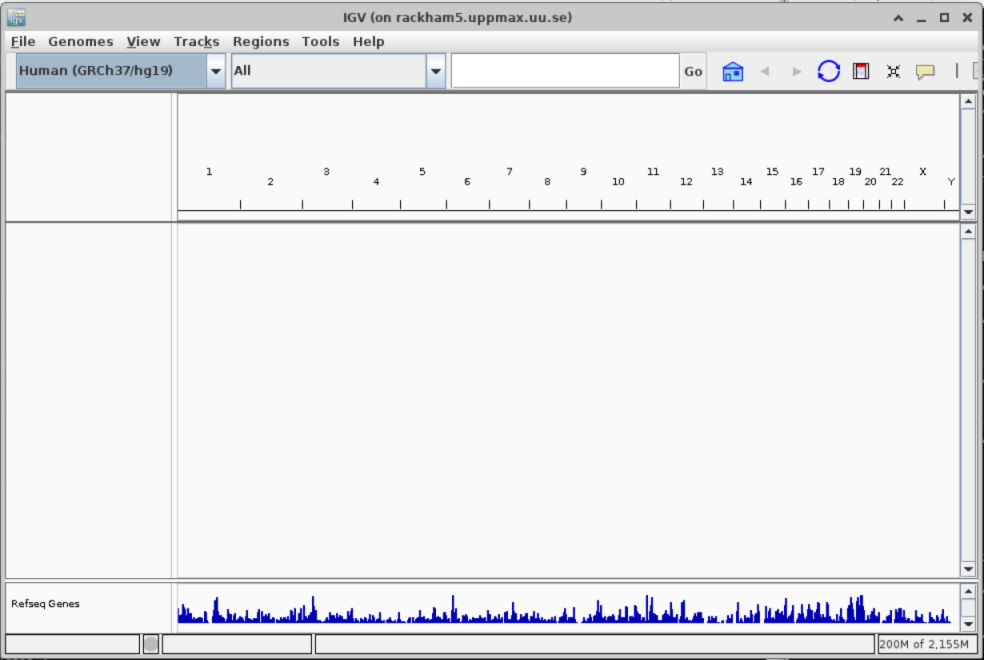 igv
IGV (on rackham5.uppmax.uu.se)
File Genomes View Tracks Regions Tools Help
Human (GRCh37/hg19) All Go
1 2 3 4 5 6 7 8 9 10 11 12 13 14 15 16 17 18 19 20 21 22 X Y
Refseq Genes
200M of 2,155M